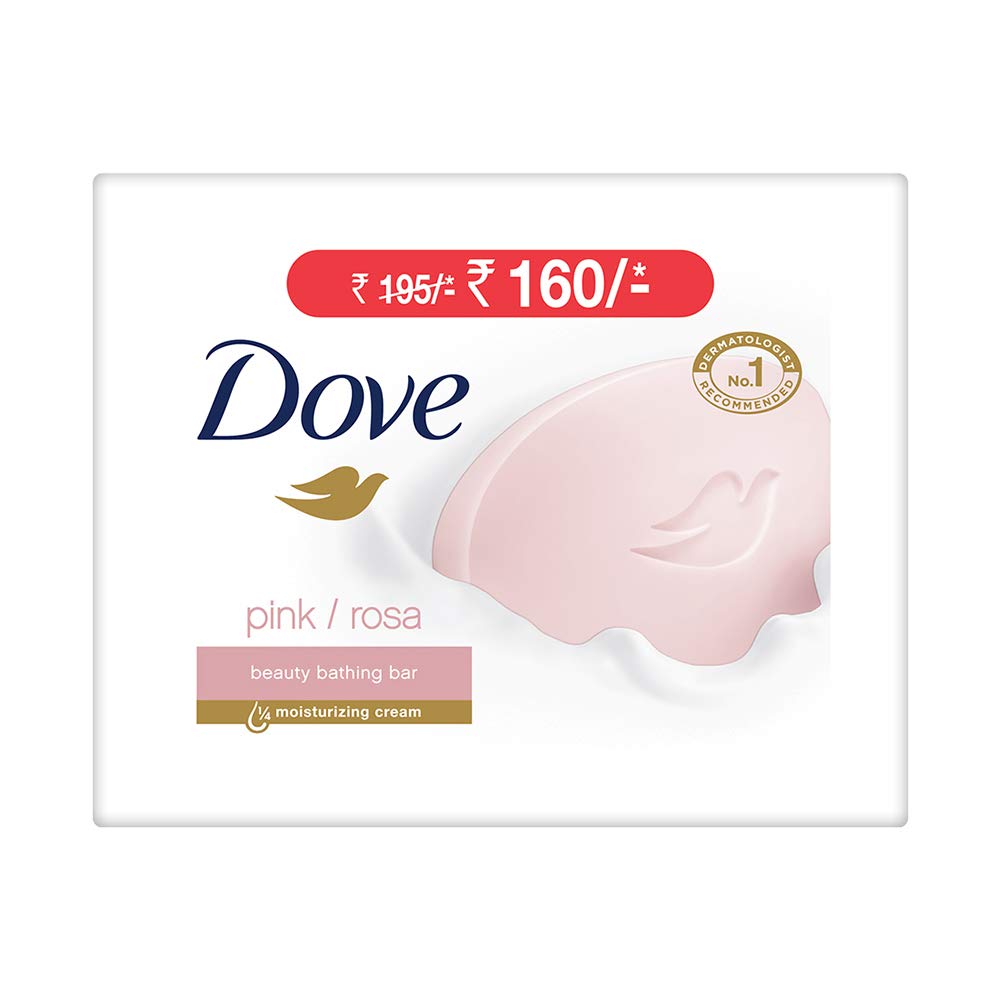 ₹ 195/-* ₹ 160/-*
Dove
DERMATOLOGIST
No.1
RECOMMENDED
pink / rosa
beauty bathing bar
¼ moisturizing cream